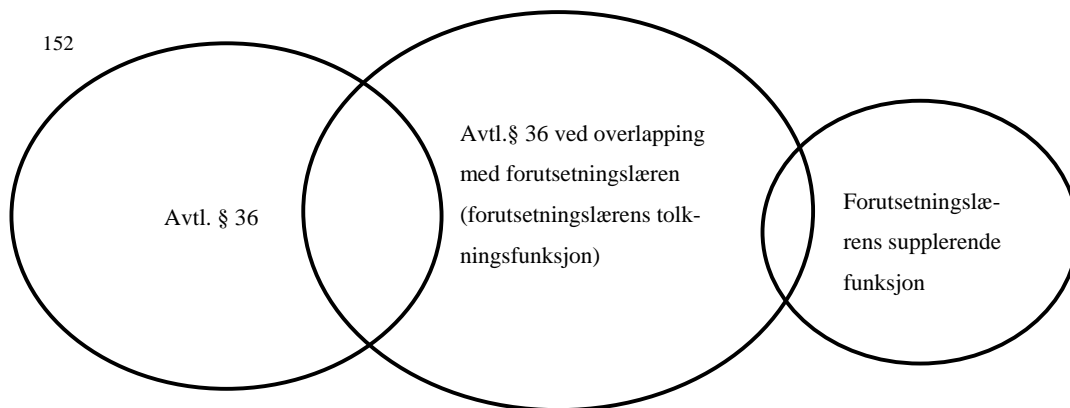 152
Avtl. § 36
Avtl.§ 36 ved overlapping
med forutsetningslæren
(forutsetningslærens tolk-
ningsfunksjon)
Forutsetningslæ-
rens supplerende
funksjon